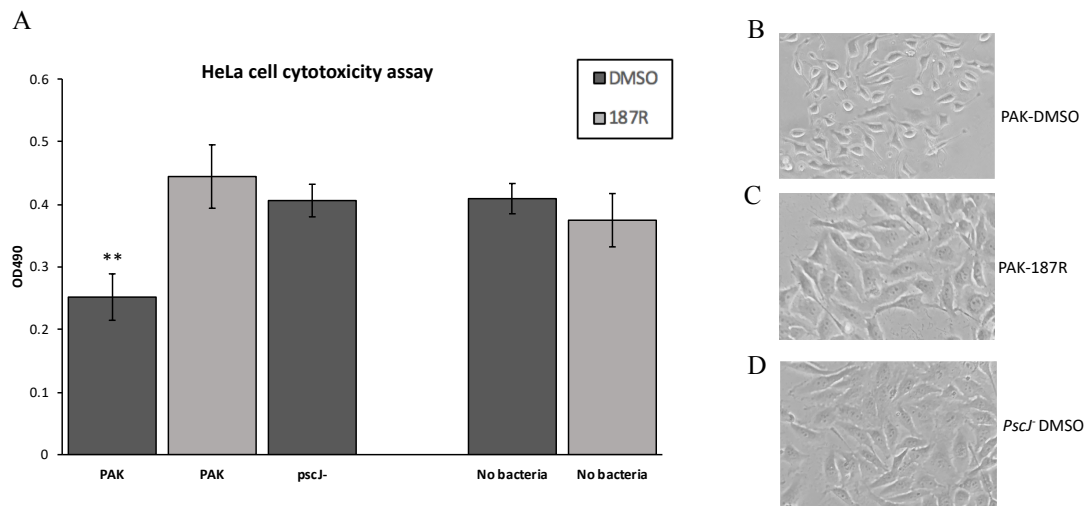 A
HeLa cell cytotoxicity assay
DMSO
187R
0.6
0.5
0.4
0.3
0.2
0.1
0
OD490
**
PAK
PAK
pscJ-
No bacteria
No bacteria
B
PAK-DMSO
C
PAK-187R
D
PscJ- DMSO